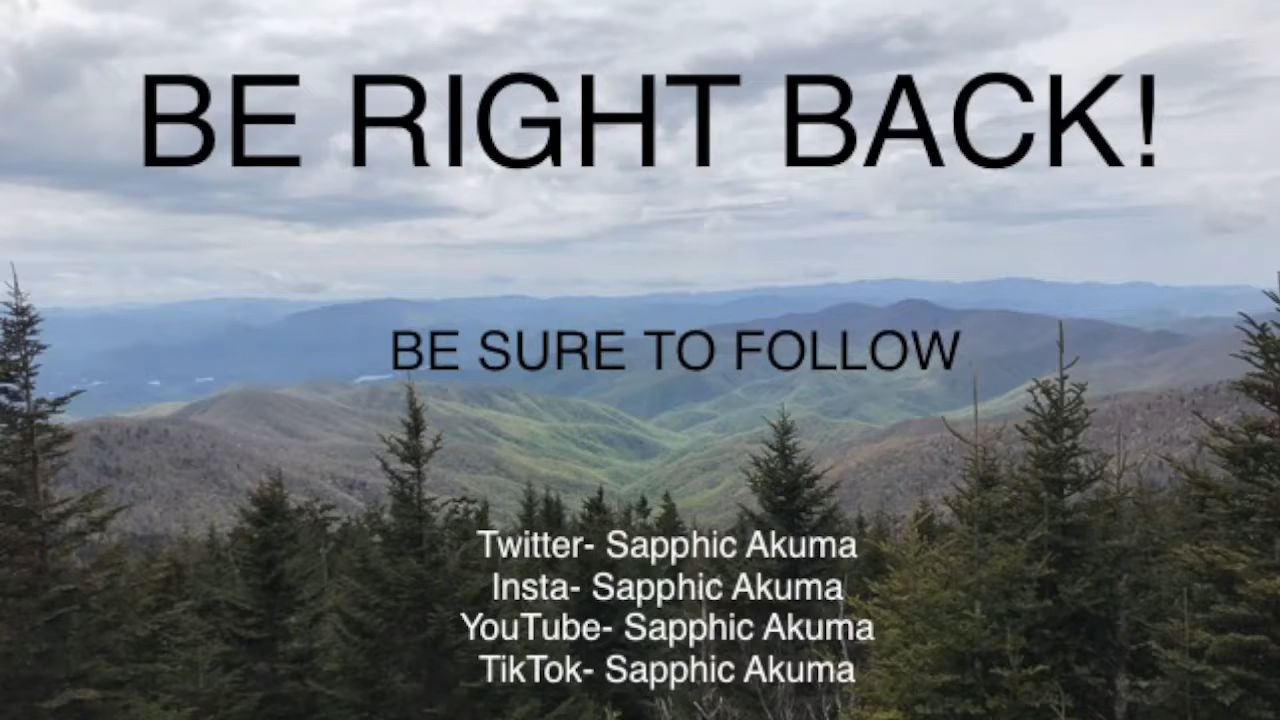 BE RIGHT BACK!
BE SURE TO FOLLOW
Twitter- Sapphic Akuma
Insta- Sapphic Akuma
YouTube- Sapphic Akuma
TikTok- Sapphic Akuma